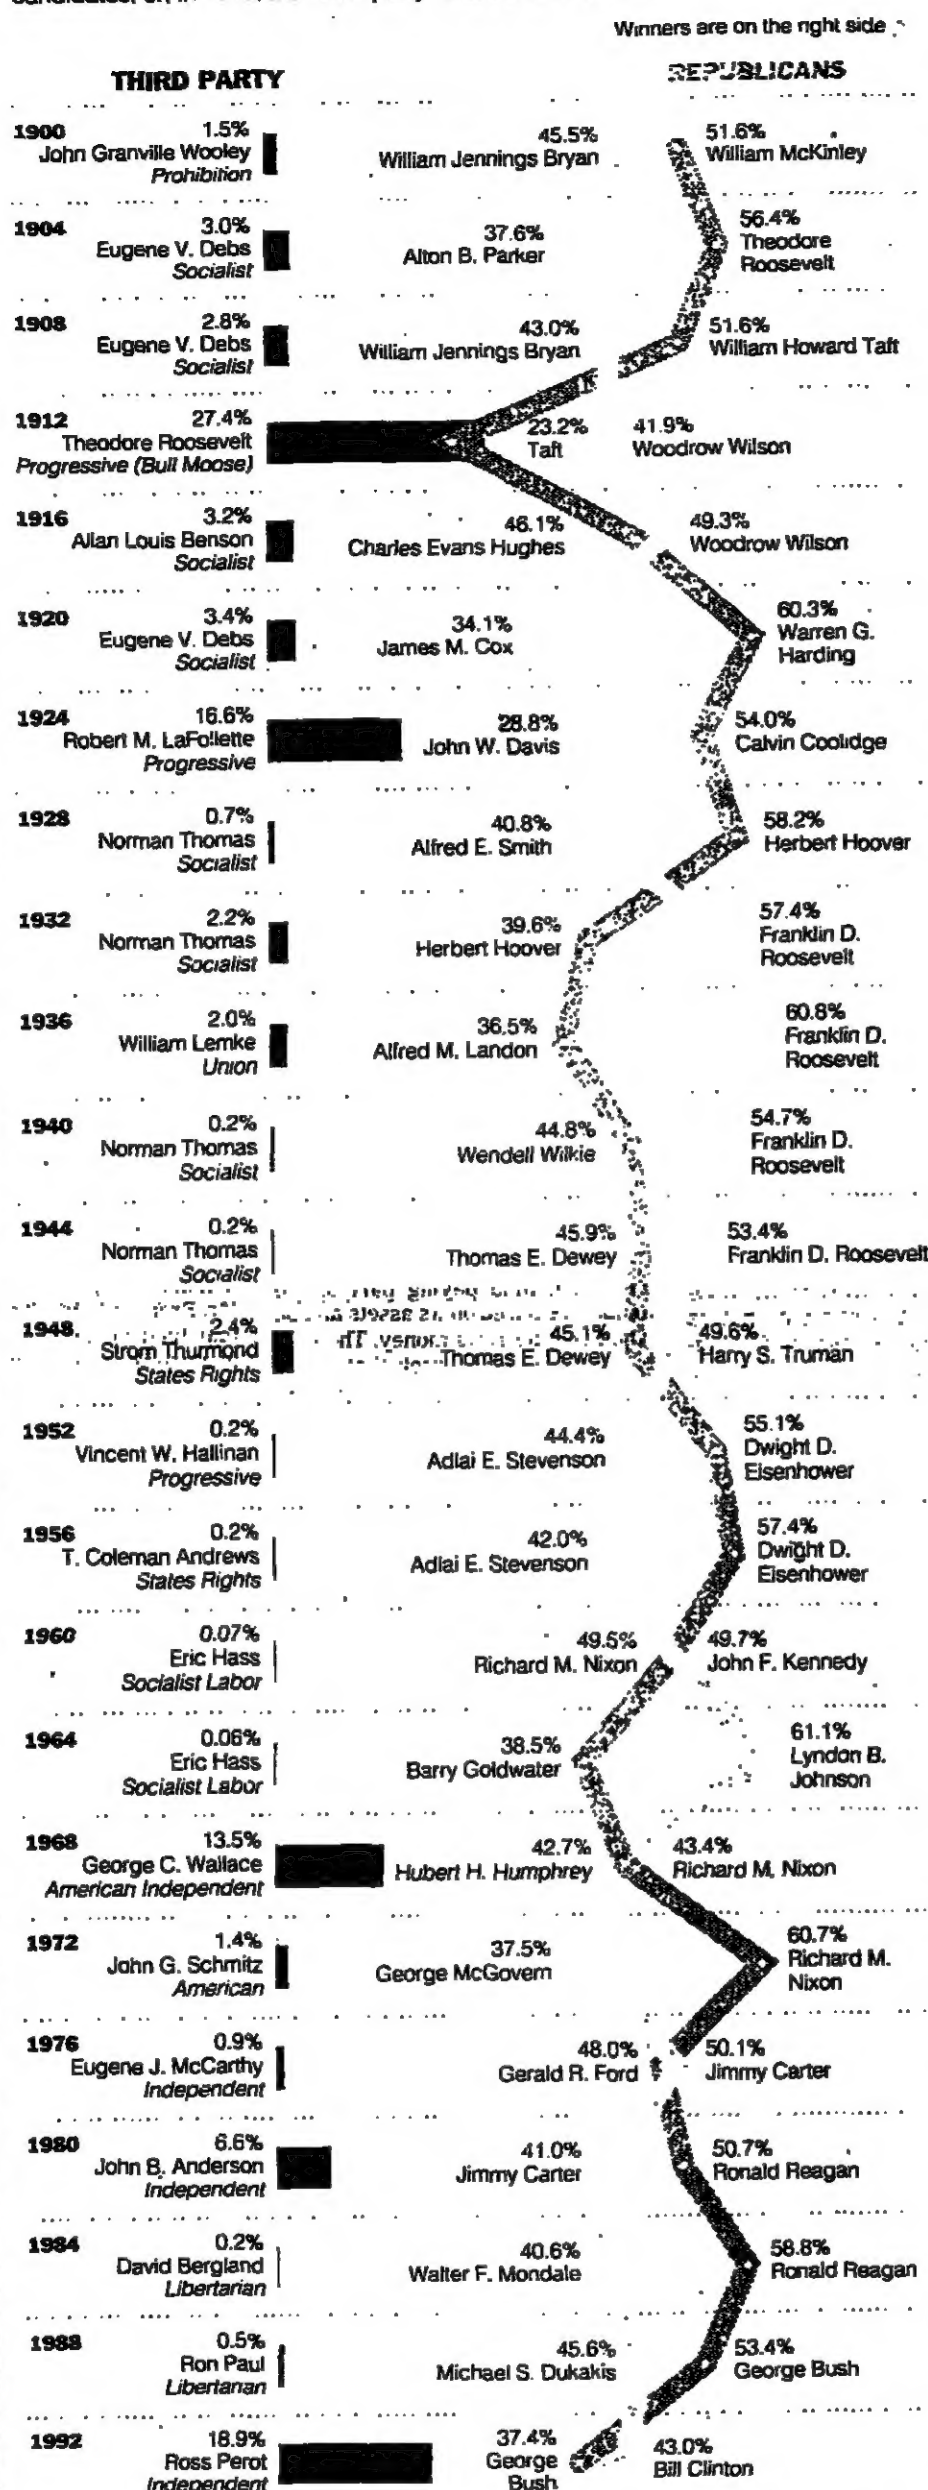 Winners are on the right side
THIRD PARTY
REPUBLICANS
1900
1.5%
John Granville Wooley
Prohibition
45.5%
William Jennings Bryan
51.6%
William McKinley
1904
3.0%
Eugene V. Debs
Socialist
37.6%
Alton B. Parker
56.4%
Theodore
Roosevelt
1908
2.8%
Eugene V. Debs
Socialist
43.0%
William Jennings Bryan
51.6%
William Howard Taft
1912
27.4%
Theodore Roosevelt
Progressive (Bull Moose)
23.2%
Taft
41.9%
Woodrow Wilson
1916
3.2%
Allan Louis Benson
Socialist
46.1%
Charles Evans Hughes
49.3%
Woodrow Wilson
1920
3.4%
Eugene V. Debs
Socialist
34.1%
James M. Cox
60.3%
Warren G.
Harding
1924
16.6%
Robert M. LaFollette
Progressive
28.8%
John W. Davis
54.0%
Calvin Coolidge
1928
0.7%
Norman Thomas
Socialist
40.8%
Alfred E. Smith
58.2%
Herbert Hoover
1932
2.2%
Norman Thomas
Socialist
39.6%
Herbert Hoover
57.4%
Franklin D.
Roosevelt
1936
2.0%
William Lemke
Union
36.5%
Alfred M. Landon
60.8%
Franklin D.
Roosevelt
1940
0.2%
Norman Thomas
Socialist
44.8%
Wendell Wilkie
54.7%
Franklin D.
Roosevelt
1944
0.2%
Norman Thomas
Socialist
45.9%
Thomas E. Dewey
53.4%
Franklin D. Roosevelt
1948
2.4%
Strom Thurmond
States Rights
45.1%
Thomas E. Dewey
49.6%
Harry S. Truman
1952
0.2%
Vincent W. Hallinan
Progressive
44.4%
Adlai E. Stevenson
55.1%
Dwight D.
Eisenhower
1956
0.2%
T. Coleman Andrews
States Rights
42.0%
Adlai E. Stevenson
57.4%
Dwight D.
Eisenhower
1960
0.07%
Eric Hass
Socialist Labor
49.5%
Richard M. Nixon
49.7%
John F. Kennedy
1964
0.06%
Eric Hass
Socialist Labor
38.5%
Barry Goldwater
61.1%
Lyndon B.
Johnson
1968
13.5%
George C. Wallace
American Independent
42.7%
Hubert H. Humphrey
43.4%
Richard M. Nixon
1972
1.4%
John G. Schmitz
American
37.5%
George McGovern
60.7%
Richard M.
Nixon
1976
0.9%
Eugene J. McCarthy
Independent
48.0%
Gerald R. Ford
50.1%
Jimmy Carter
1980
6.6%
John B. Anderson
Independent
41.0%
Jimmy Carter
50.7%
Ronald Reagan
1984
0.2%
David Bergland
Libertarian
40.6%
Walter F. Mondale
58.8%
Ronald Reagan
1988
0.5%
Ron Paul
Libertarian
45.6%
Michael S. Dukakis
53.4%
George Bush
1992
18.9%
Ross Perot
Independent
37.4%
George
Bush
43.0%
Bill Clinton